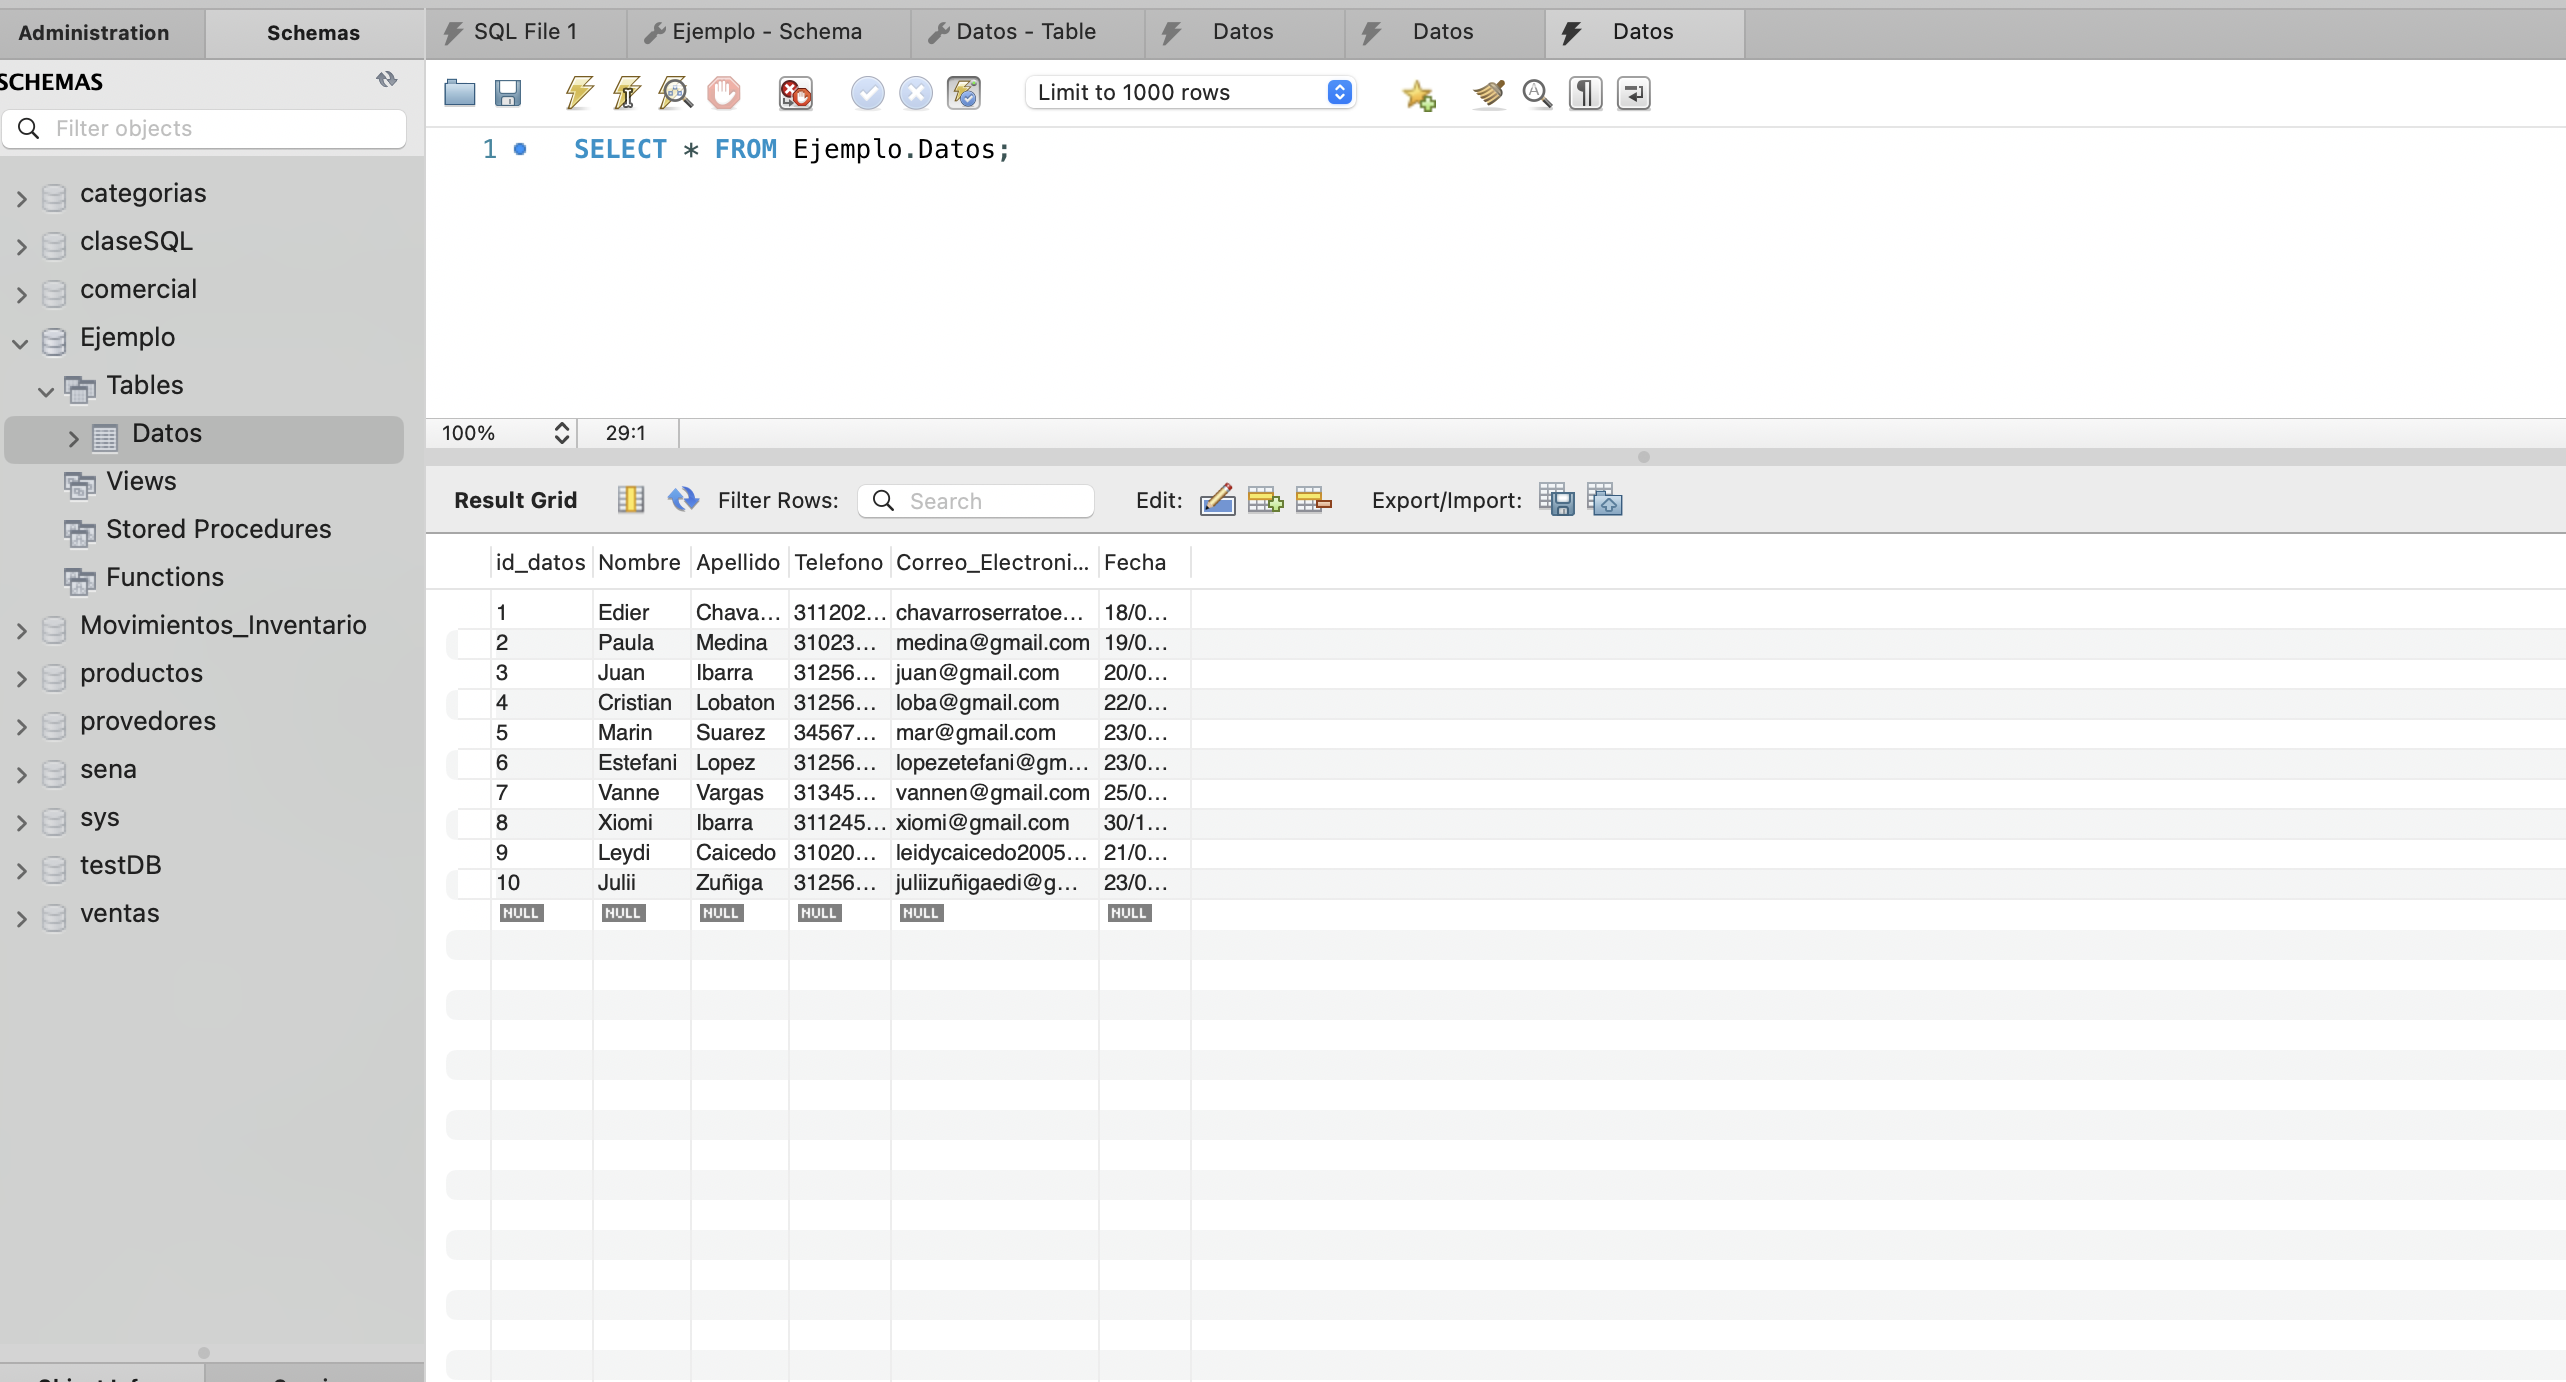 Administration Schemas
SCHEMAS
Filter objects
categorias
claseSQL
comercial
Ejemplo
Tables
Datos
Views
Stored Procedures
Functions
Movimientos_Inventario
productos
provedores
sena
sys
testDB
ventas
SQL File 1 Ejemplo - Schema Datos - Table Datos Datos Datos
Limit to 1000 rows
1 SELECT * FROM Ejemplo.Datos;
100% 29:1
Result Grid Filter Rows: Search Edit: Export/Import:
id_datos Nombre Apellido Telefono Correo_Electroni... Fecha
1 Edier Chava... 311202... chavarroserratoe... 18/0...
2 Paula Medina 31023... medina@gmail.com 19/0...
3 Juan Ibarra 31256... juan@gmail.com 20/0...
4 Cristian Lobaton 31256... loba@gmail.com 22/0...
5 Marin Suarez 34567... mar@gmail.com 23/0...
6 Estefani Lopez 31256... lopezetefani@gm... 23/0...
7 Vanne Vargas 31345... vannen@gmail.com 25/0...
8 Xiomi Ibarra 311245... xiomi@gmail.com 30/1...
9 Leydi Caicedo 31020... leidycaicedo2005... 21/0...
10 Julii Zuñiga 31256... juliizuñigaedi@g... 23/0...
NULL NULL NULL NULL NULL NULL